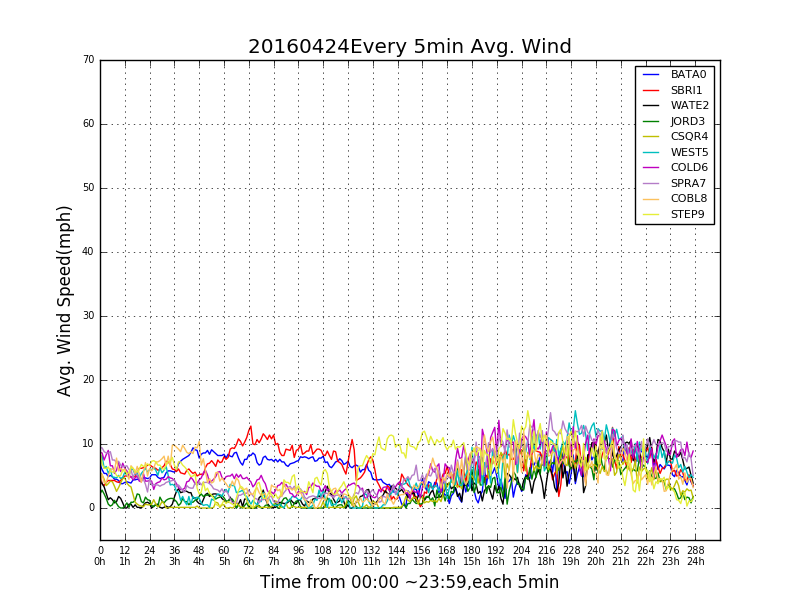 20160424Every 5min Avg. Wind
70
60
50
40
30
20
10
0
Avg. Wind Speed(mph)
BATA0
SBRI1
WATE2
JORD3
CSQR4
WEST5
COLD6
SPRA7
COBL8
STEP9
0 12 24 36 48 60 72 84 96 108 120 132 144 156 168 180 192 204 216 228 240 252 264 276 288
0h 1h 2h 3h 4h 5h 6h 7h 8h 9h 10h 11h 12h 13h 14h 15h 16h 17h 18h 19h 20h 21h 22h 23h 24h
Time from 00:00 ~23:59,each 5min